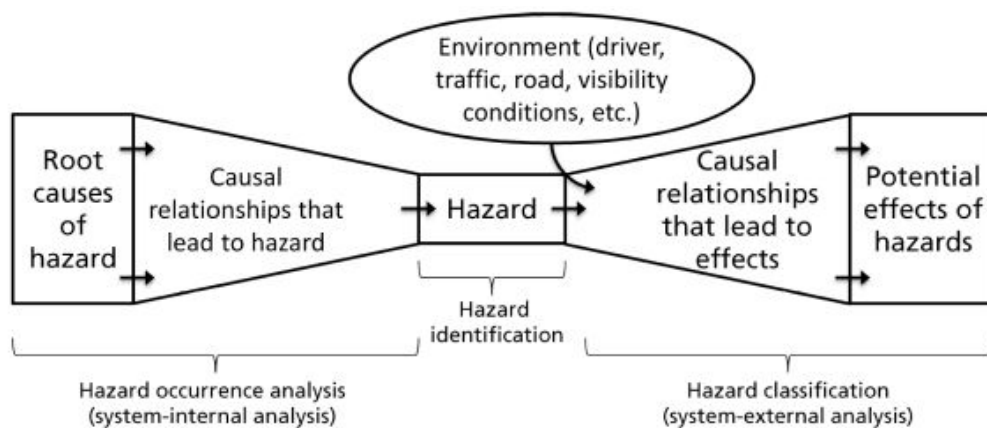 Environment (driver,
traffic, road, visibility
conditions, etc.)
Root
causes
of
hazard
Causal
relationships that
lead to hazard
Hazard
Causal
relationships
that lead to
effects
Potential
effects of
hazards
Hazard
identification
Hazard occurrence analysis
(system-internal analysis)
Hazard classification
(system-external analysis)